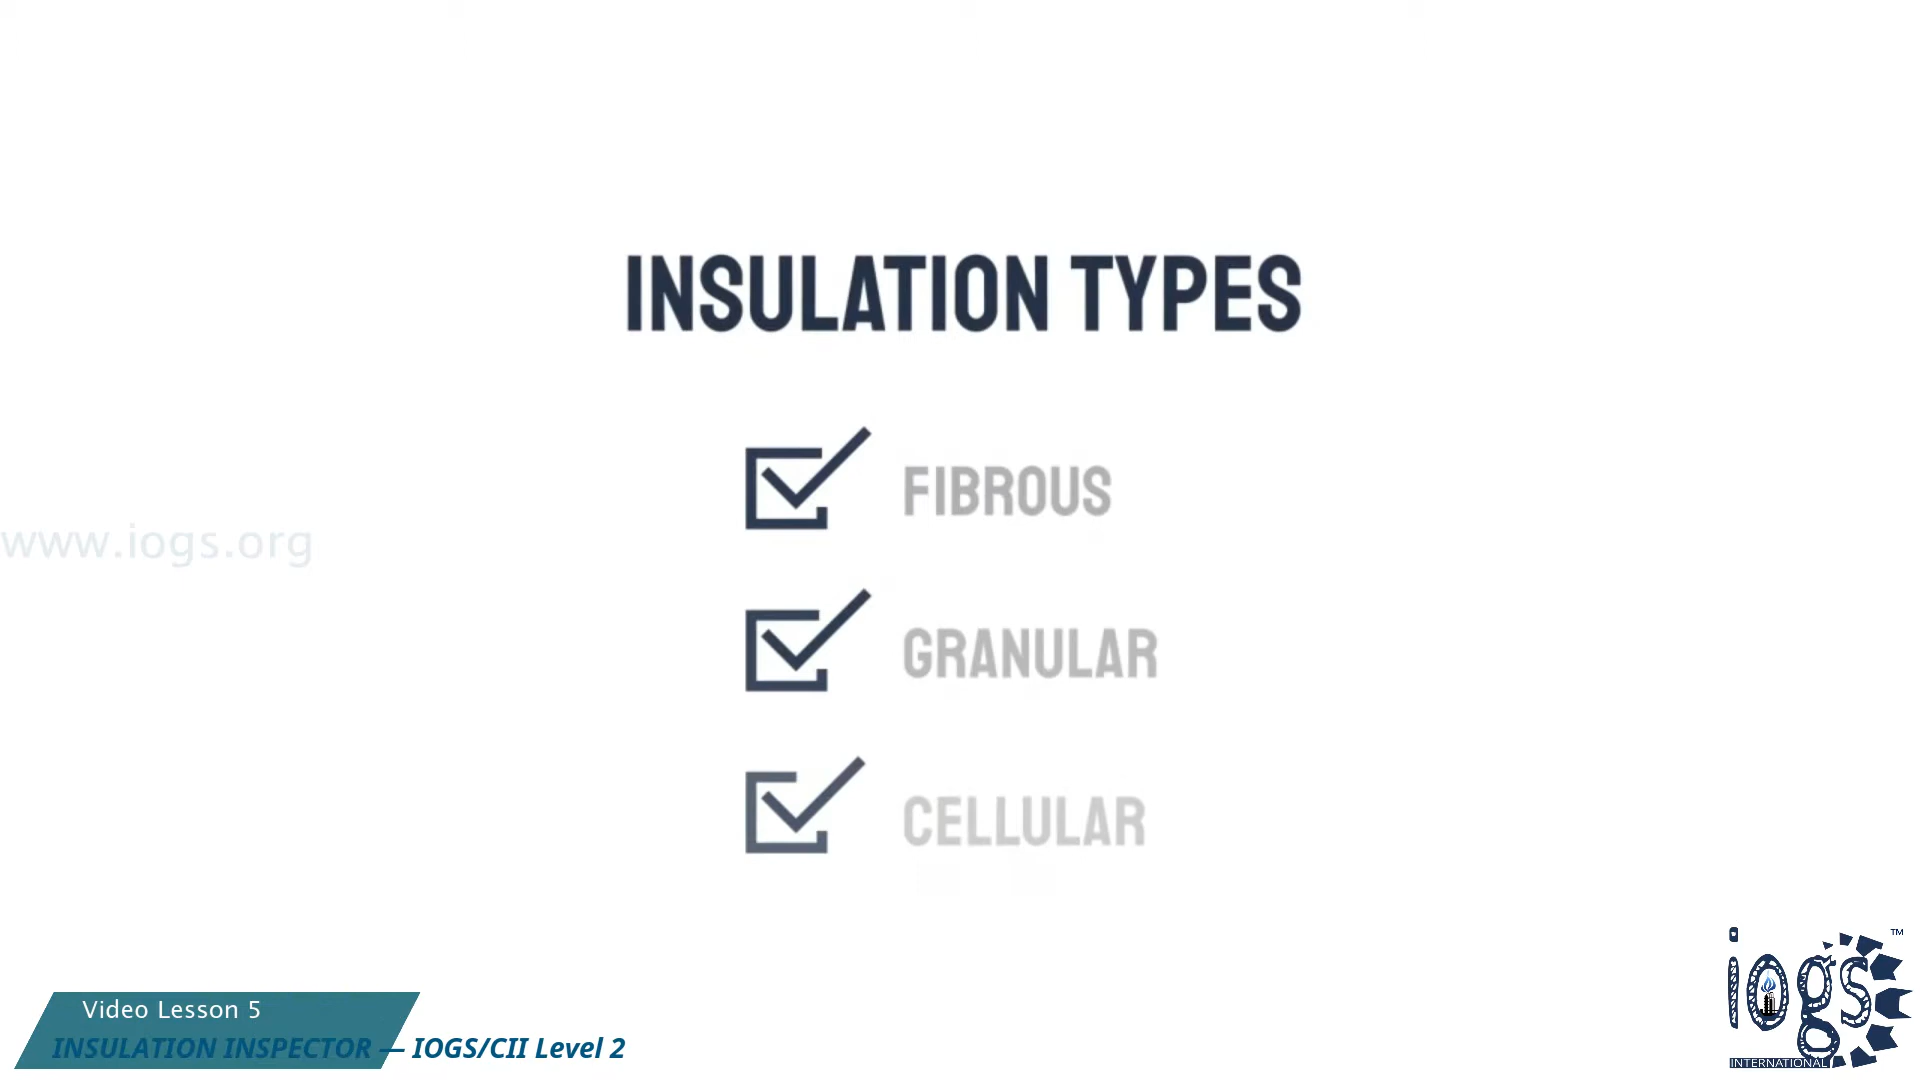 INSULATION TYPES
FIBROUS
GRANULAR
CELLULAR
www.iogs.org
Video Lesson 5
INSULATION INSPECTOR — IOGS/CII Level 2
iogs TM
INTERNATIONAL